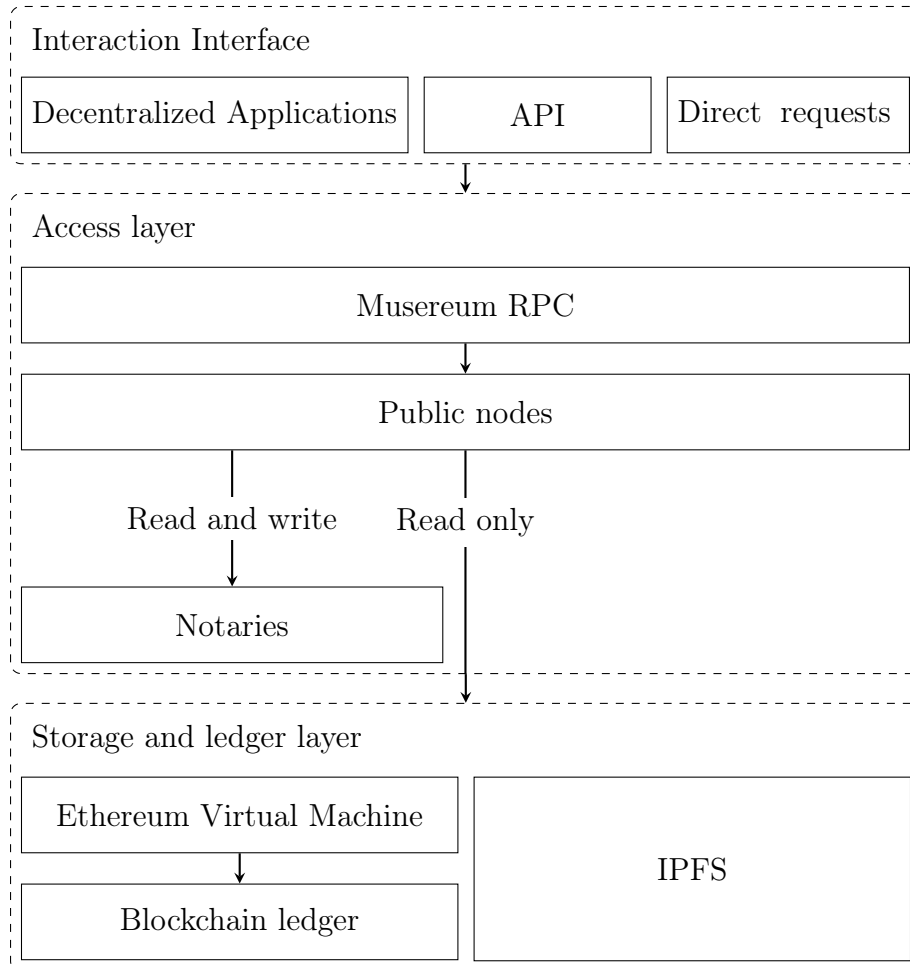 Interaction Interface
Decentralized Applications
API
Direct requests
Access layer
Musereum RPC
Public nodes
Read and write
Read only
Notaries
Storage and ledger layer
Ethereum Virtual Machine
IPFS
Blockchain ledger